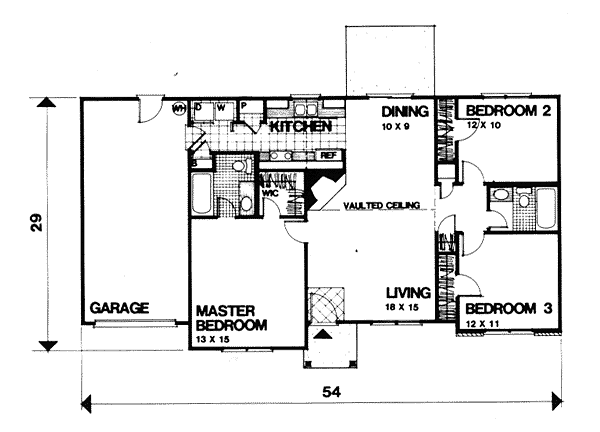 WH
D
W
P
KITCHEN
DINING
10 X 9
BEDROOM 2
12 X 10
REF
B
WIC
VAULTED CEILING
29
GARAGE
MASTER
BEDROOM
13 X 15
LIVING
18 X 15
BEDROOM 3
12 X 11
54